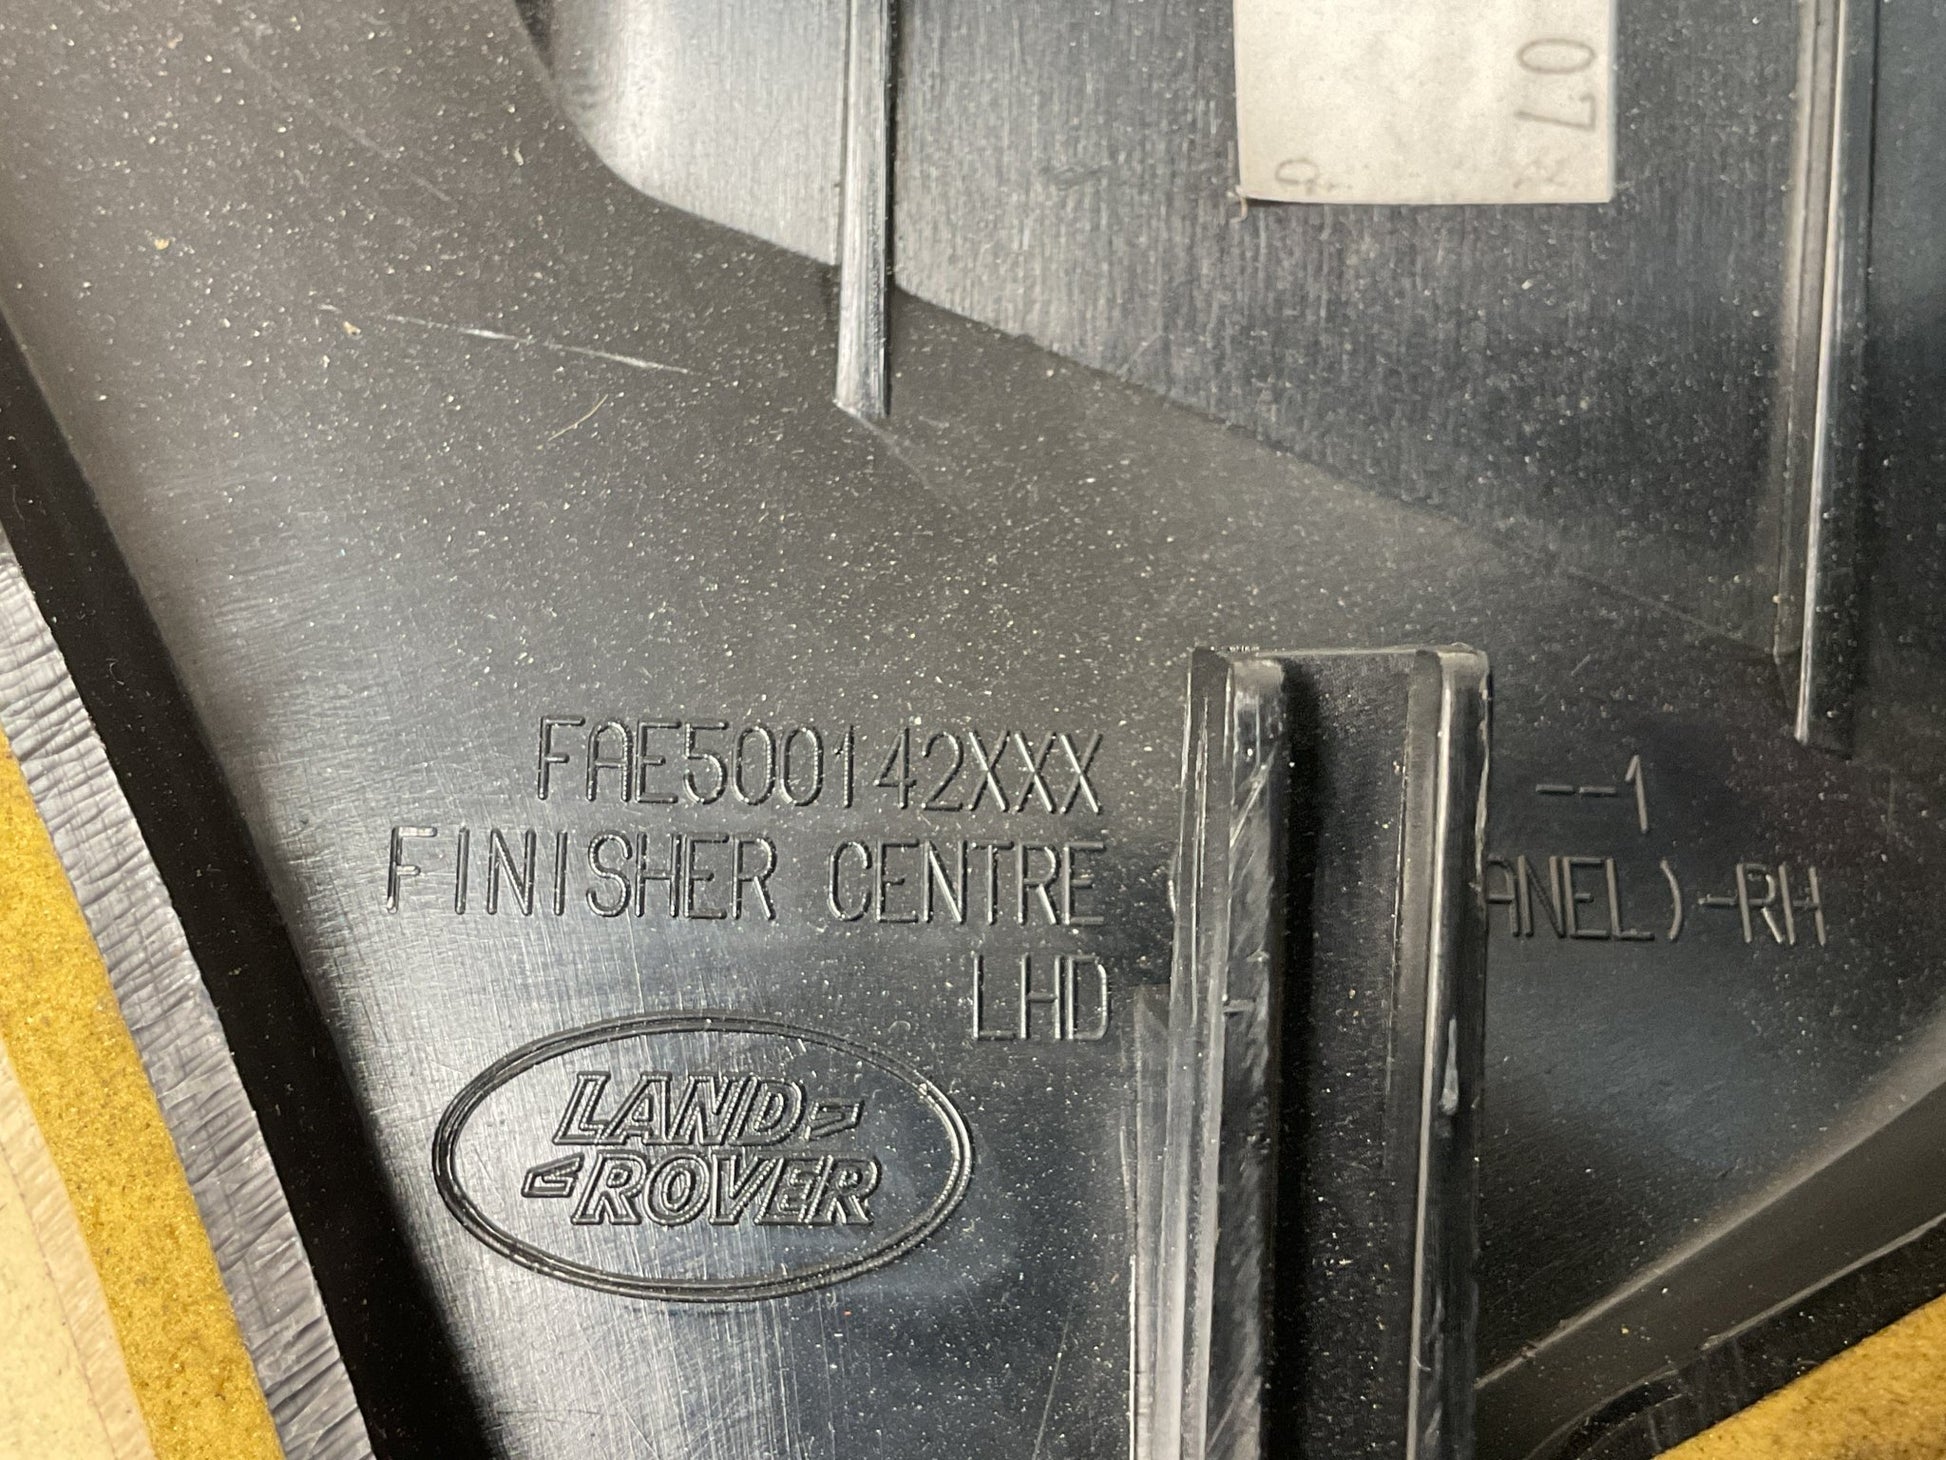 07
FAE500142XXX --1
FINISHER CENTRE ANEL)-RH
LHD
LAND
ROVER